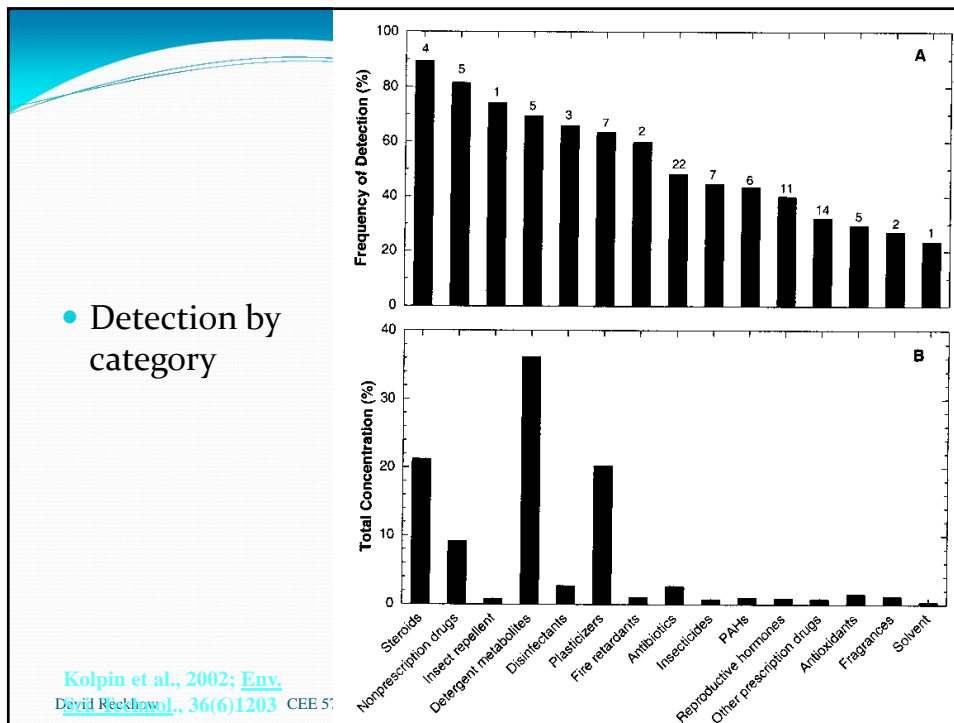 Detection by
category
Kolpin et al., 2002; Env.
Sci. Technol., 36(6)1203
David Reckhow
CEE 57
A
Frequency of Detection (%)
100
80
60
40
20
0
4
5
1
5
3
7
2
22
7
6
11
14
5
2
1
B
Total Concentration (%)
40
30
20
10
0
Steroids
Nonprescription drugs
Insect repellent
Detergent metabolites
Disinfectants
Plasticizers
Fire retardants
Antibiotics
Insecticides
PAHs
Reproductive hormones
Other prescription drugs
Antioxidants
Fragrances
Solvent